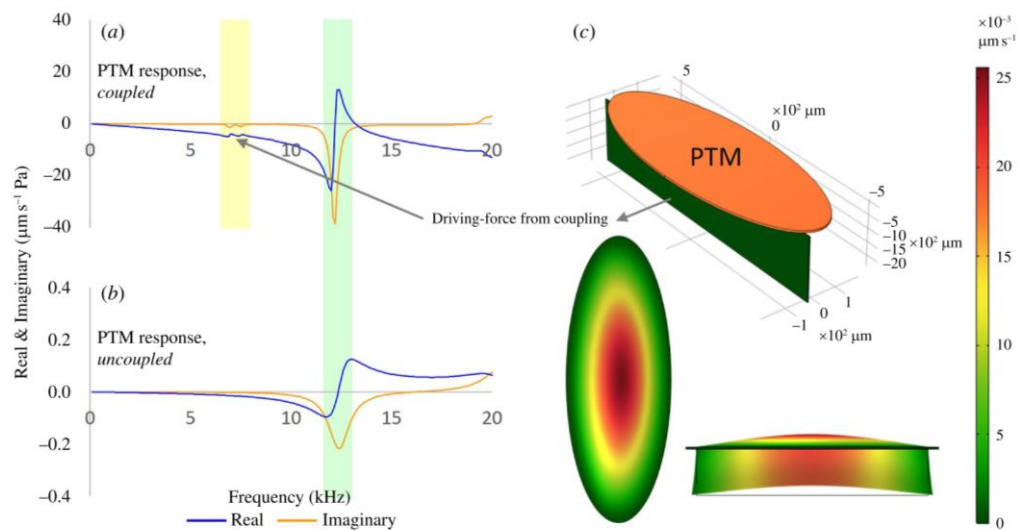 (a)
PTM response,
coupled
40
20
0
–20
–40
0
5
10
15
20
Driving-force from coupling
Real & Imaginary (μm s⁻¹ Pa)
(b)
PTM response,
uncoupled
0.4
0.2
0.0
–0.2
–0.4
0
5
10
15
20
Frequency (kHz)
Real
Imaginary
(c)
PTM
5
0
×10² μm
–5
–5
–10
–15
–20
×10² μm
1
0
–1
×10² μm
×10⁻³
μm s⁻¹
25
20
15
10
5
0